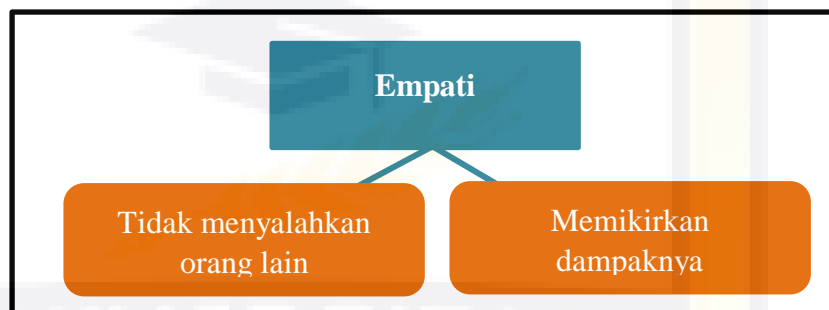 Empati
Tidak menyalahkan
orang lain
Memikirkan
dampaknya